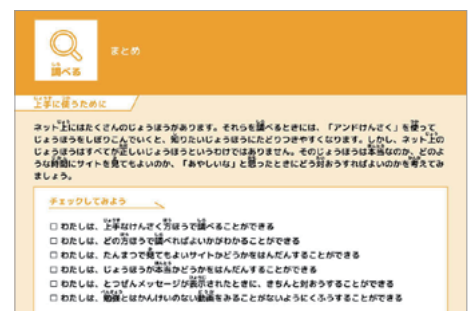 調べる
まとめ
上手に使うために
ネット上にはたくさんのじょうほうがあります。それらを調べるときには、「アンドけんさく」を使って
じょうほうをしぼりこんでいくと、知りたいじょうほうにたどりつきやすくなります。しかし、ネット上の
じょうほうはすべてが正しいじょうほうというわけではありません。そのじょうほうは本当なのか、どのよ
うな時間にサイトを見てもよいのか、「あやしいな」と思ったときにどう対おうすればよいのかを考えてみ
ましょう。
チェックしてみよう
□ わたしは、上手なけんさく方ほうで調べることができる
□ わたしは、どの方ほうで調べればよいかがわかることができる
□ わたしは、たんまつで見てもよいサイトかどうかをはんだんすることができる
□ わたしは、じょうほうが本当かどうかをはんだんすることができる
□ わたしは、とつぜんメッセージが表示されたときに、きちんと対おうすることができる
□ わたしは、勉強とはかんけいのない動画をみることがないようにくふうすることができる